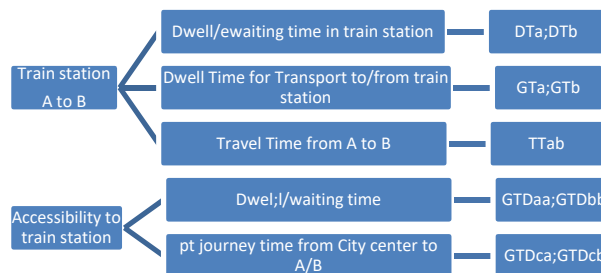 Dwell/ewaiting time in train station
DTa;DTb
Train station
A to B
Dwell Time for Transport to/from train
station
GTa;GTb
Travel Time from A to B
TTab
Accessibility to
train station
Dwel;l/waiting time
GTDaa;GTDbb
pt journey time from City center to
A/B
GTDca;GTDcb